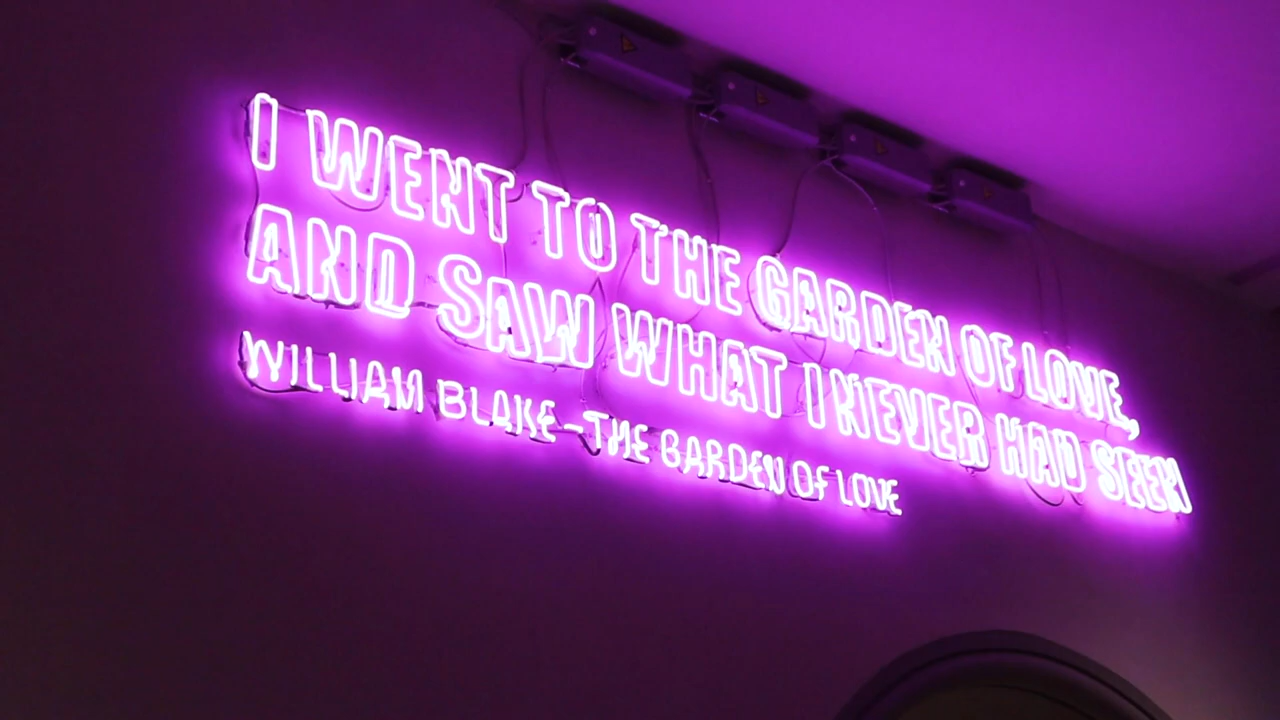 I WENT TO THE GARDEN OF LOVE,
AND SAW WHAT I NEVER HAD SEEN
WILLIAM BLAKE - THE GARDEN OF LOVE